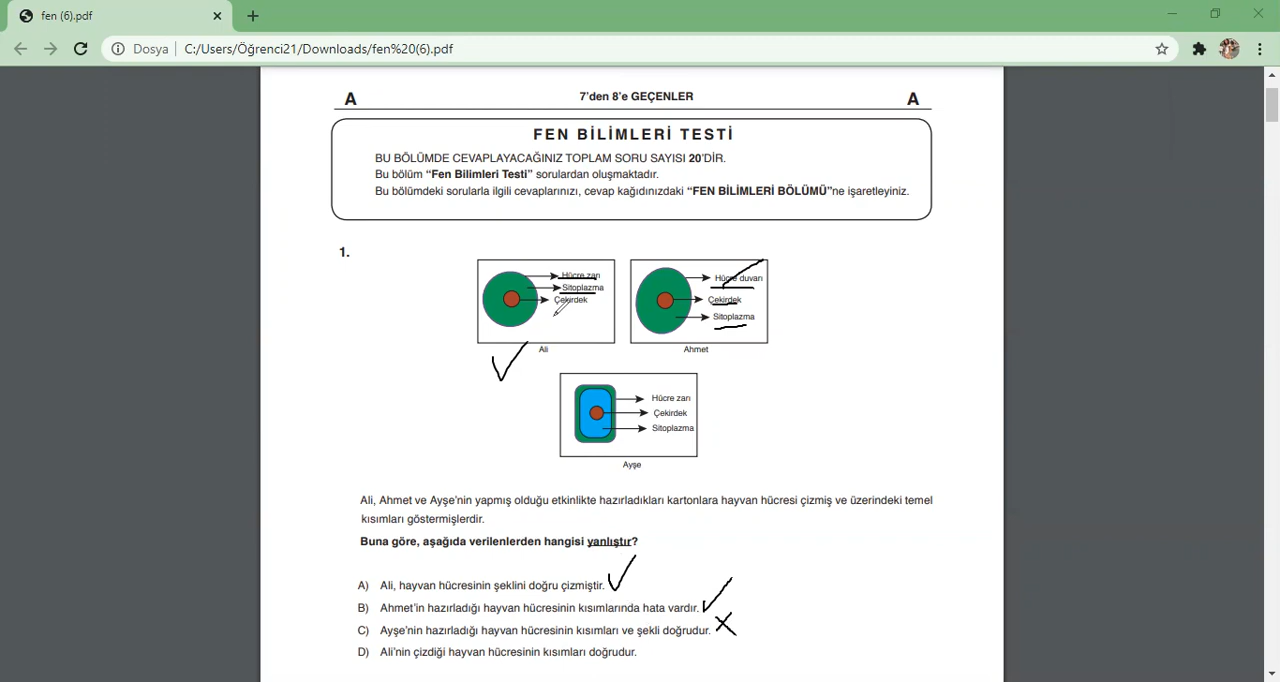 fen (6).pdf
Dosya
C:/Users/Öğrenci21/Downloads/fen%20(6).pdf
A
7'den 8'e GEÇENLER
A
FEN BİLİMLERİ TESTİ
BU BÖLÜMDE CEVAPLAYACAĞINIZ TOPLAM SORU SAYISI 20'DİR.
Bu bölüm “Fen Bilimleri Testi” sorulardan oluşmaktadır.
Bu bölümdeki sorularla ilgili cevaplarınızı, cevap kağıdınızdaki “FEN BİLİMLERİ BÖLÜMÜ”ne işaretleyiniz.
1.
Hücre zarı
Sitoplazma
Çekirdek
Ali
Hücre duvarı
Çekirdek
Sitoplazma
Ahmet
Hücre zarı
Çekirdek
Sitoplazma
Ayşe
Ali, Ahmet ve Ayşe'nin yapmış olduğu etkinlikte hazırladıkları kartonlara hayvan hücresi çizmiş ve üzerindeki temel
kısımları göstermişlerdir.
Buna göre, aşağıda verilenlerden hangisi yanlıştır?
A) Ali, hayvan hücresinin şeklini doğru çizmiştir.
B) Ahmet'in hazırladığı hayvan hücresinin kısımlarında hata vardır.
C) Ayşe'nin hazırladığı hayvan hücresinin kısımları ve şekli doğrudur.
D) Ali'nin çizdiği hayvan hücresinin kısımları doğrudur.